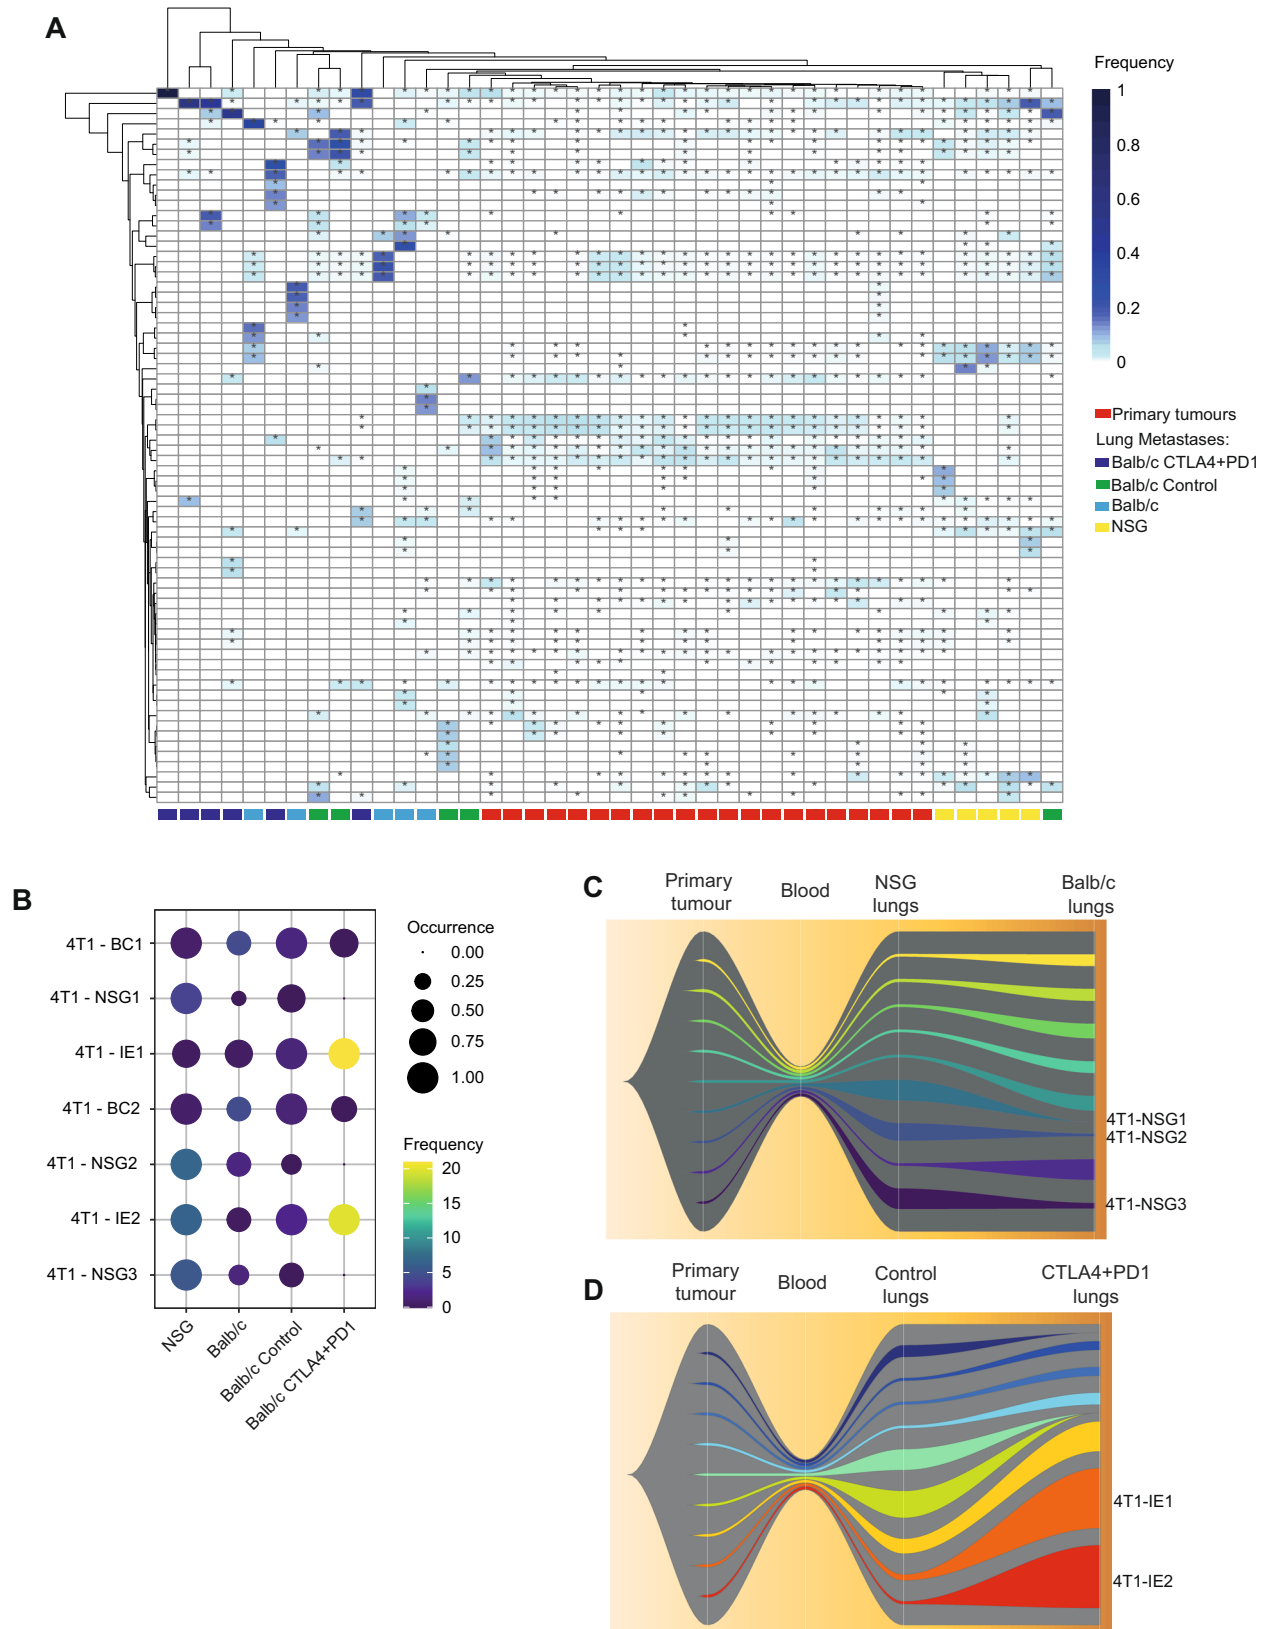 A
Frequency
1
0.8
0.6
0.4
0.2
0
Primary tumours
Lung Metastases:
Balb/c CTLA4+PD1
Balb/c Control
Balb/c
NSG
B
4T1 - BC1
4T1 - NSG1
4T1 - IE1
4T1 - BC2
4T1 - NSG2
4T1 - IE2
4T1 - NSG3
NSG
Balb/c
Balb/c Control
Balb/c CTLA4+PD1
Occurrence
0.00
0.25
0.50
0.75
1.00
Frequency
20
15
10
5
0
C
Primary
tumour
Blood
NSG
lungs
Balb/c
lungs
4T1-NSG1
4T1-NSG2
4T1-NSG3
D
Primary
tumour
Blood
Control
lungs
CTLA4+PD1
lungs
4T1-IE1
4T1-IE2